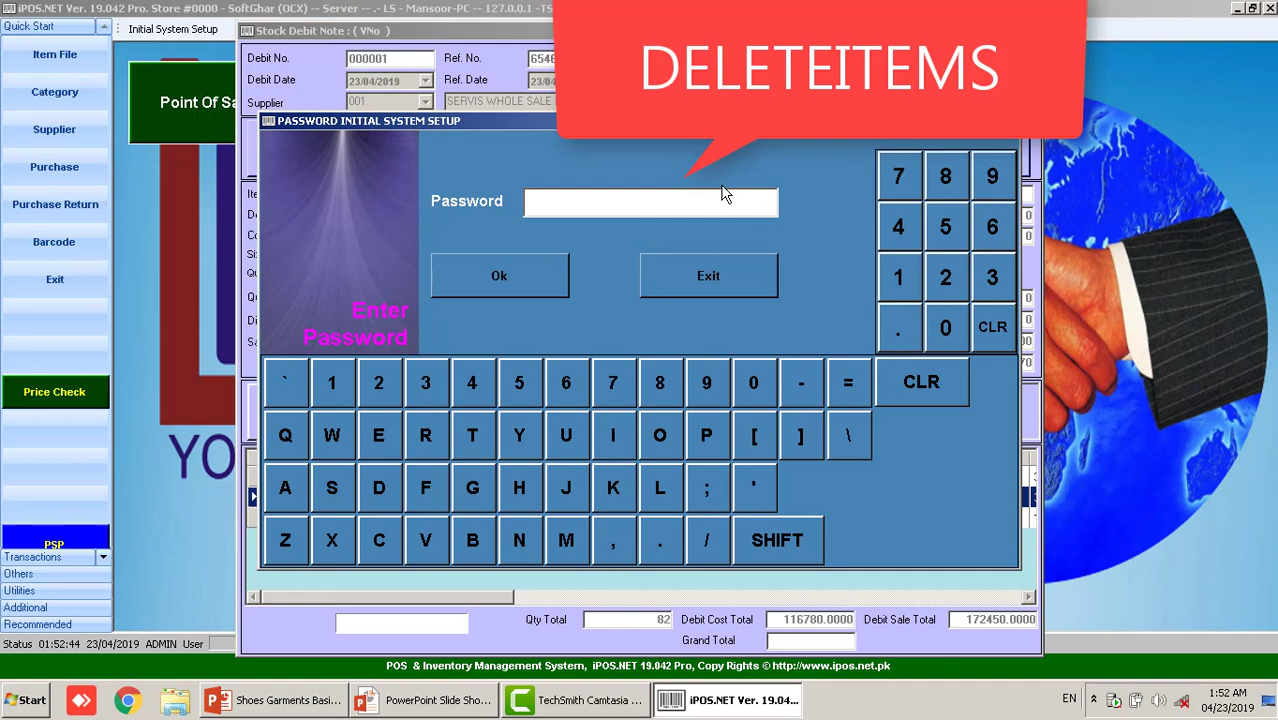 iPOS.NET 19.042 Pro. Store #0000 - SoftGhar (OCX) -- Server -- .- LS - Mansoor-PC -- 127.0.0.1 -TS
Quick Start
Initial System Setup
Item File
Category
Supplier
Purchase
Purchase Return
Barcode
Exit
Price Check
PSP
Transactions
Others
Utilities
Additional
Recommended
Point Of Sa
YO
Stock Debit Note : ( VNo )
Debit No. 000001 Ref. No. 6546
Debit Date 23/04/2019 Ref. Date 23/04
Supplier 001 SERVIS WHOLE SALE
DELETEITEMS
PASSWORD INITIAL SYSTEM SETUP
Password
Ok Exit
Enter
Password
7 8 9
4 5 6
1 2 3
. 0 CLR
` 1 2 3 4 5 6 7 8 9 0 - = CLR
Q W E R T Y U I O P [ ] \
A S D F G H J K L ; '
Z X C V B N M , . / SHIFT
Qty Total 82 Debit Cost Total 116780.0000 Debit Sale Total 172450.0000
Grand Total
Status 01:52:44 23/04/2019 ADMIN User
POS & Inventory Management System, iPOS.NET 19.042 Pro, Copy Rights © http://www.ipos.net.pk
Start Shoes Garments Basi... PowerPoint Slide Sho... TechSmith Camtasia ... iPOS.NET Ver. 19.04... EN 1:52 AM
04/23/2019